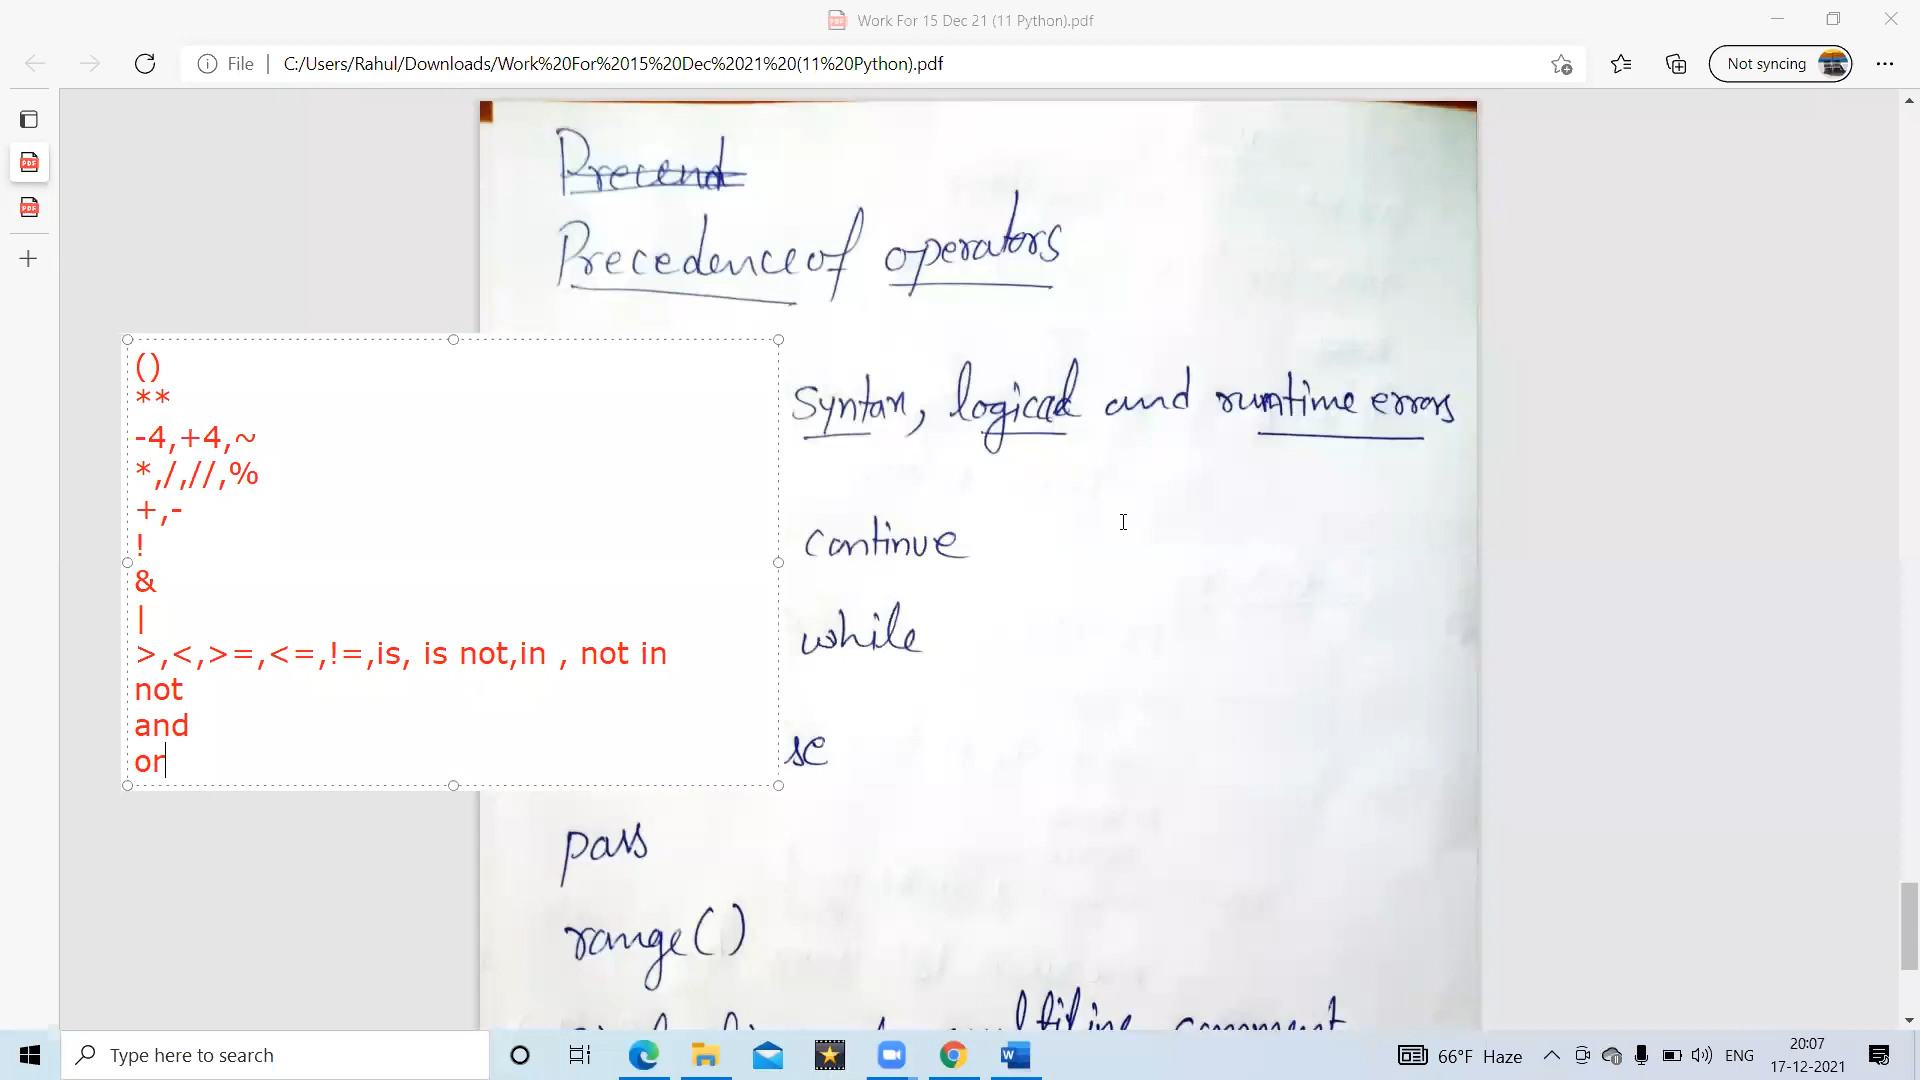 Work For 15 Dec 21 (11 Python).pdf
File | C:/Users/Rahul/Downloads/Work%20For%2015%20Dec%2021%20(11%20Python).pdf
Not syncing
Precend
Precedence of operators
()
**
-4,+4,~
*,/,//,%
+,-
!
&
|
>,<,>=,<=,!=,is, is not,in , not in
not
and
or
Syntax, logical and runtime errors
continue
while
se
pass
range()
comment
Type here to search
66°F Haze
ENG
20:07
17-12-2021